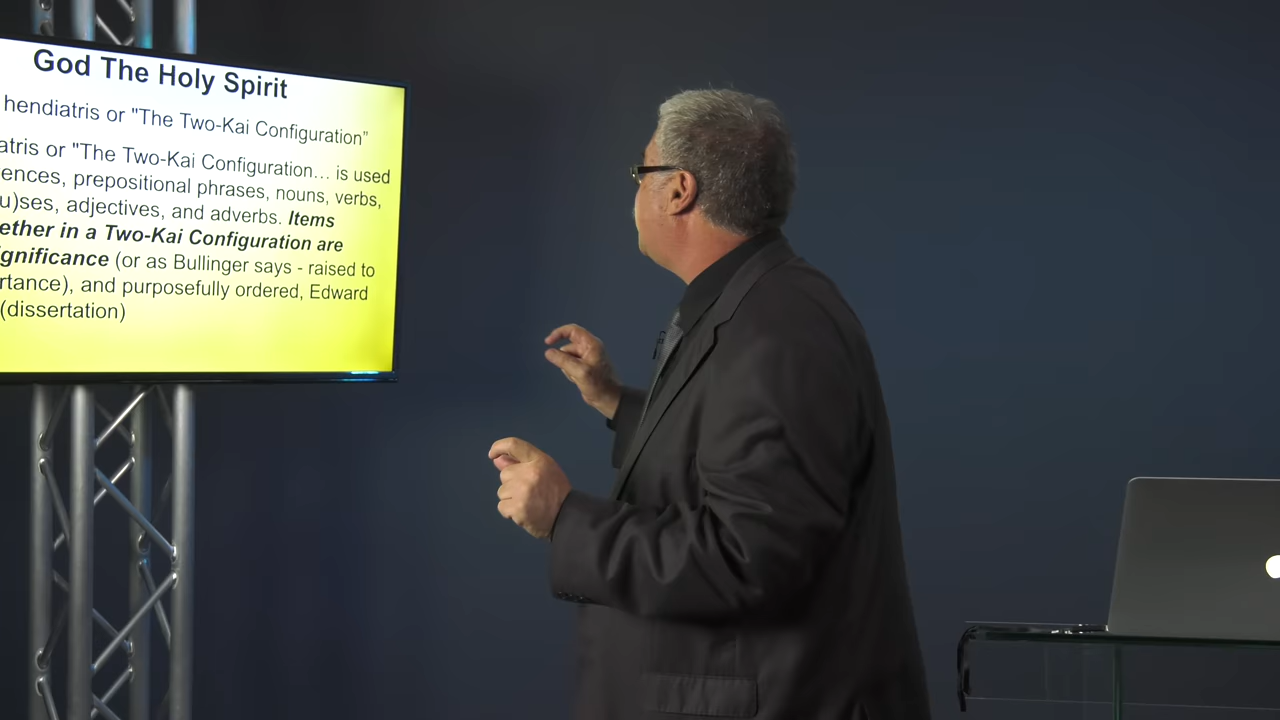 God The Holy Spirit
hendiatris or "The Two-Kai Configuration"
atris or "The Two-Kai Configuration... is used
ences, prepositional phrases, nouns, verbs,
u)ses, adjectives, and adverbs. Items
ether in a Two-Kai Configuration are
ignificance (or as Bullinger says - raised to
rtance), and purposefully ordered, Edward
(dissertation)